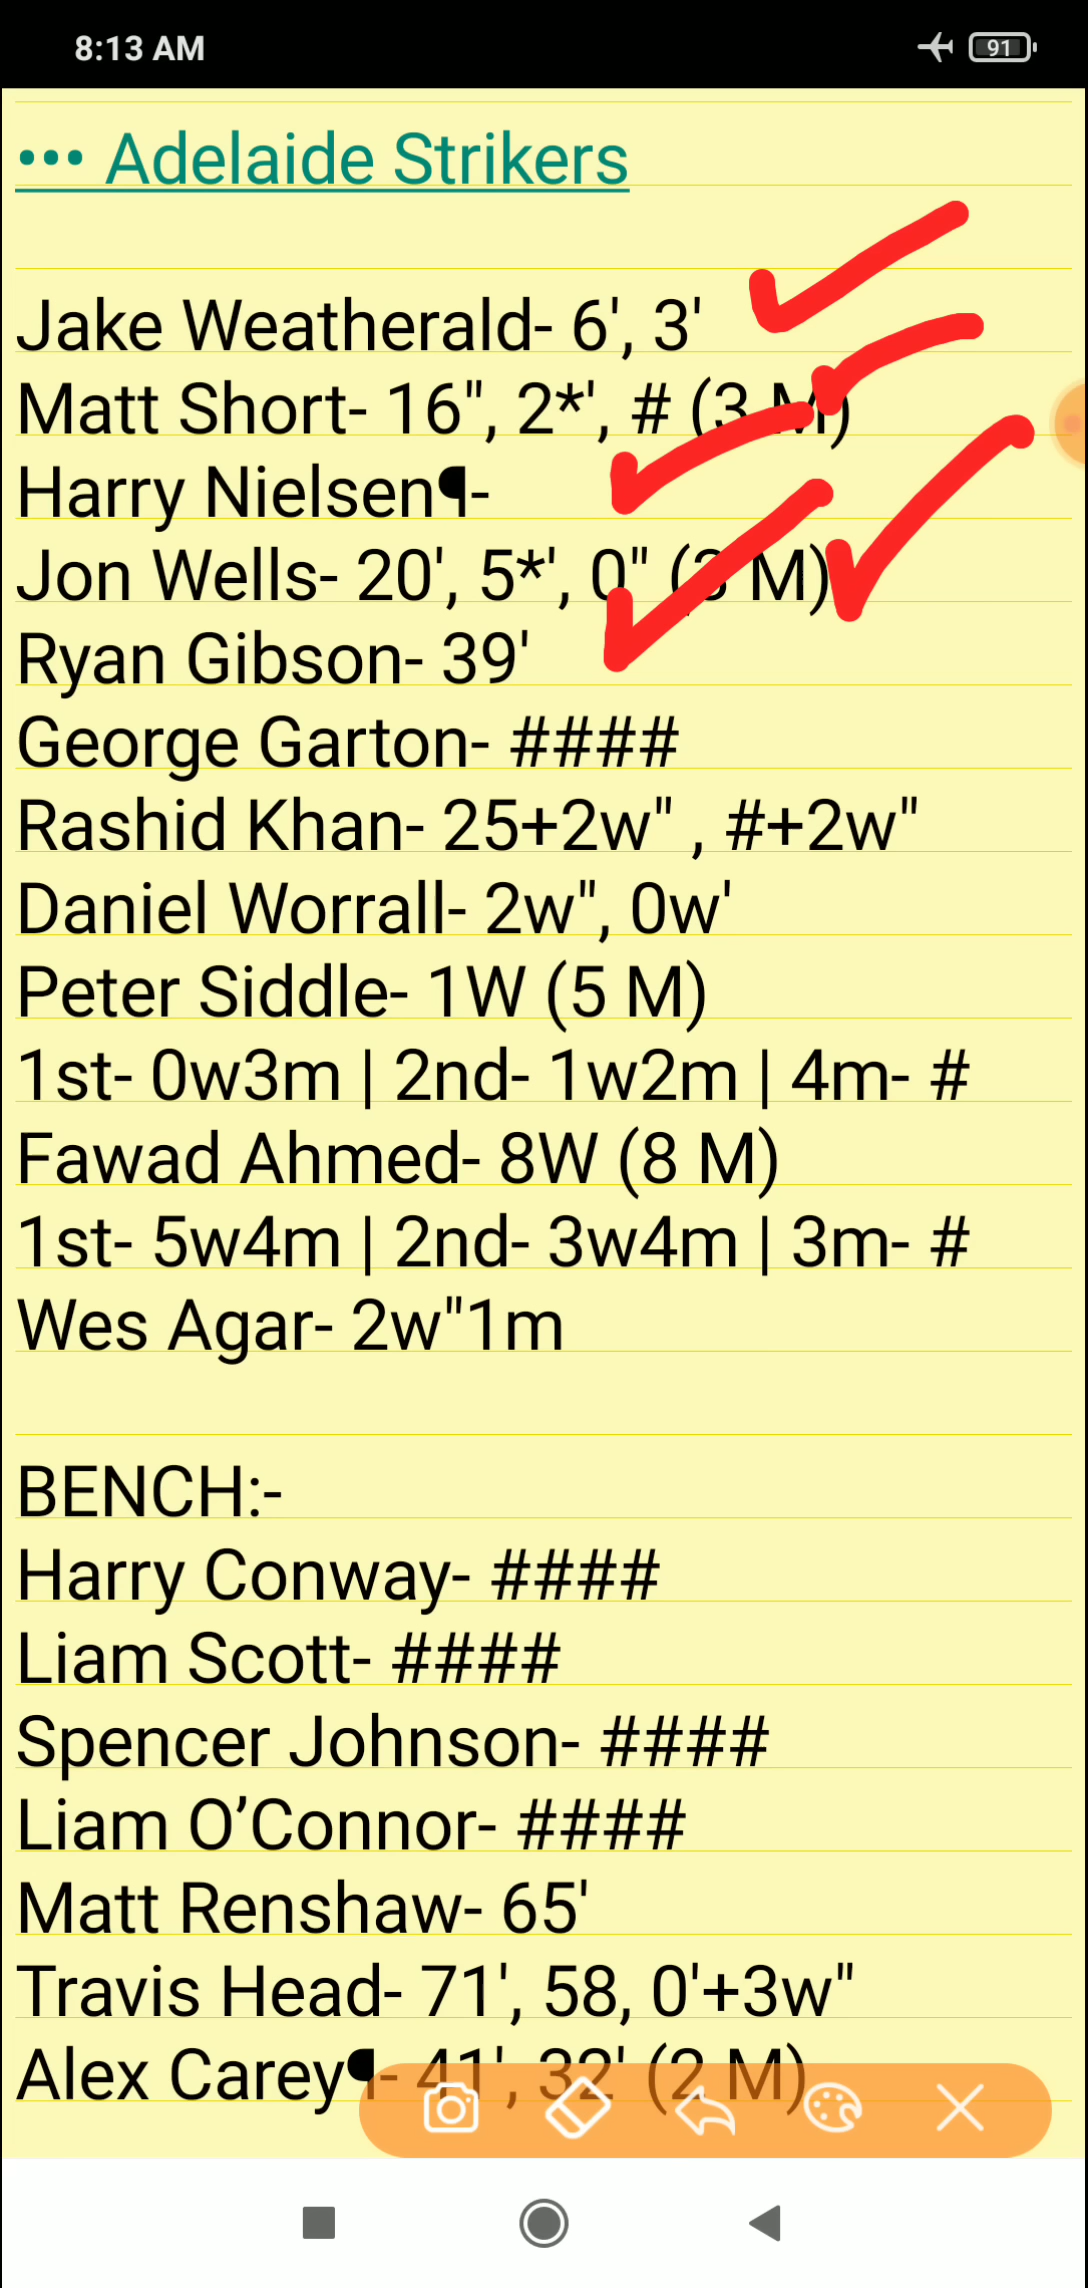 8:13 AM
91
••• Adelaide Strikers
Jake Weatherald- 6', 3'
Matt Short- 16", 2*', # (3 M)
Harry Nielsen¶-
Jon Wells- 20', 5*', 0" (3 M)
Ryan Gibson- 39'
George Garton- ####
Rashid Khan- 25+2w" , #+2w"
Daniel Worrall- 2w", 0w'
Peter Siddle- 1W (5 M)
1st- 0w3m | 2nd- 1w2m | 4m- #
Fawad Ahmed- 8W (8 M)
1st- 5w4m | 2nd- 3w4m | 3m- #
Wes Agar- 2w"1m
BENCH:-
Harry Conway- ####
Liam Scott- ####
Spencer Johnson- ####
Liam O’Connor- ####
Matt Renshaw- 65'
Travis Head- 71', 58, 0'+3w"
Alex Carey¶- 41', 32' (2 M)